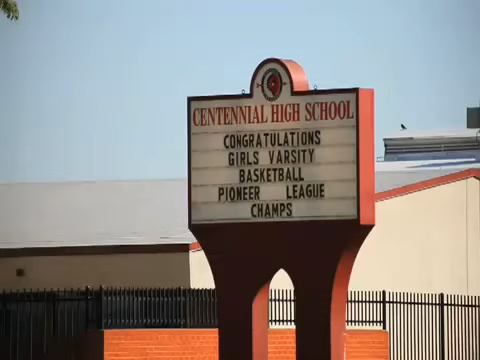 CENTENNIAL HIGH SCHOOL
CONGRATULATIONS
GIRLS VARSITY
BASKETBALL
PIONEER LEAGUE
CHAMPS